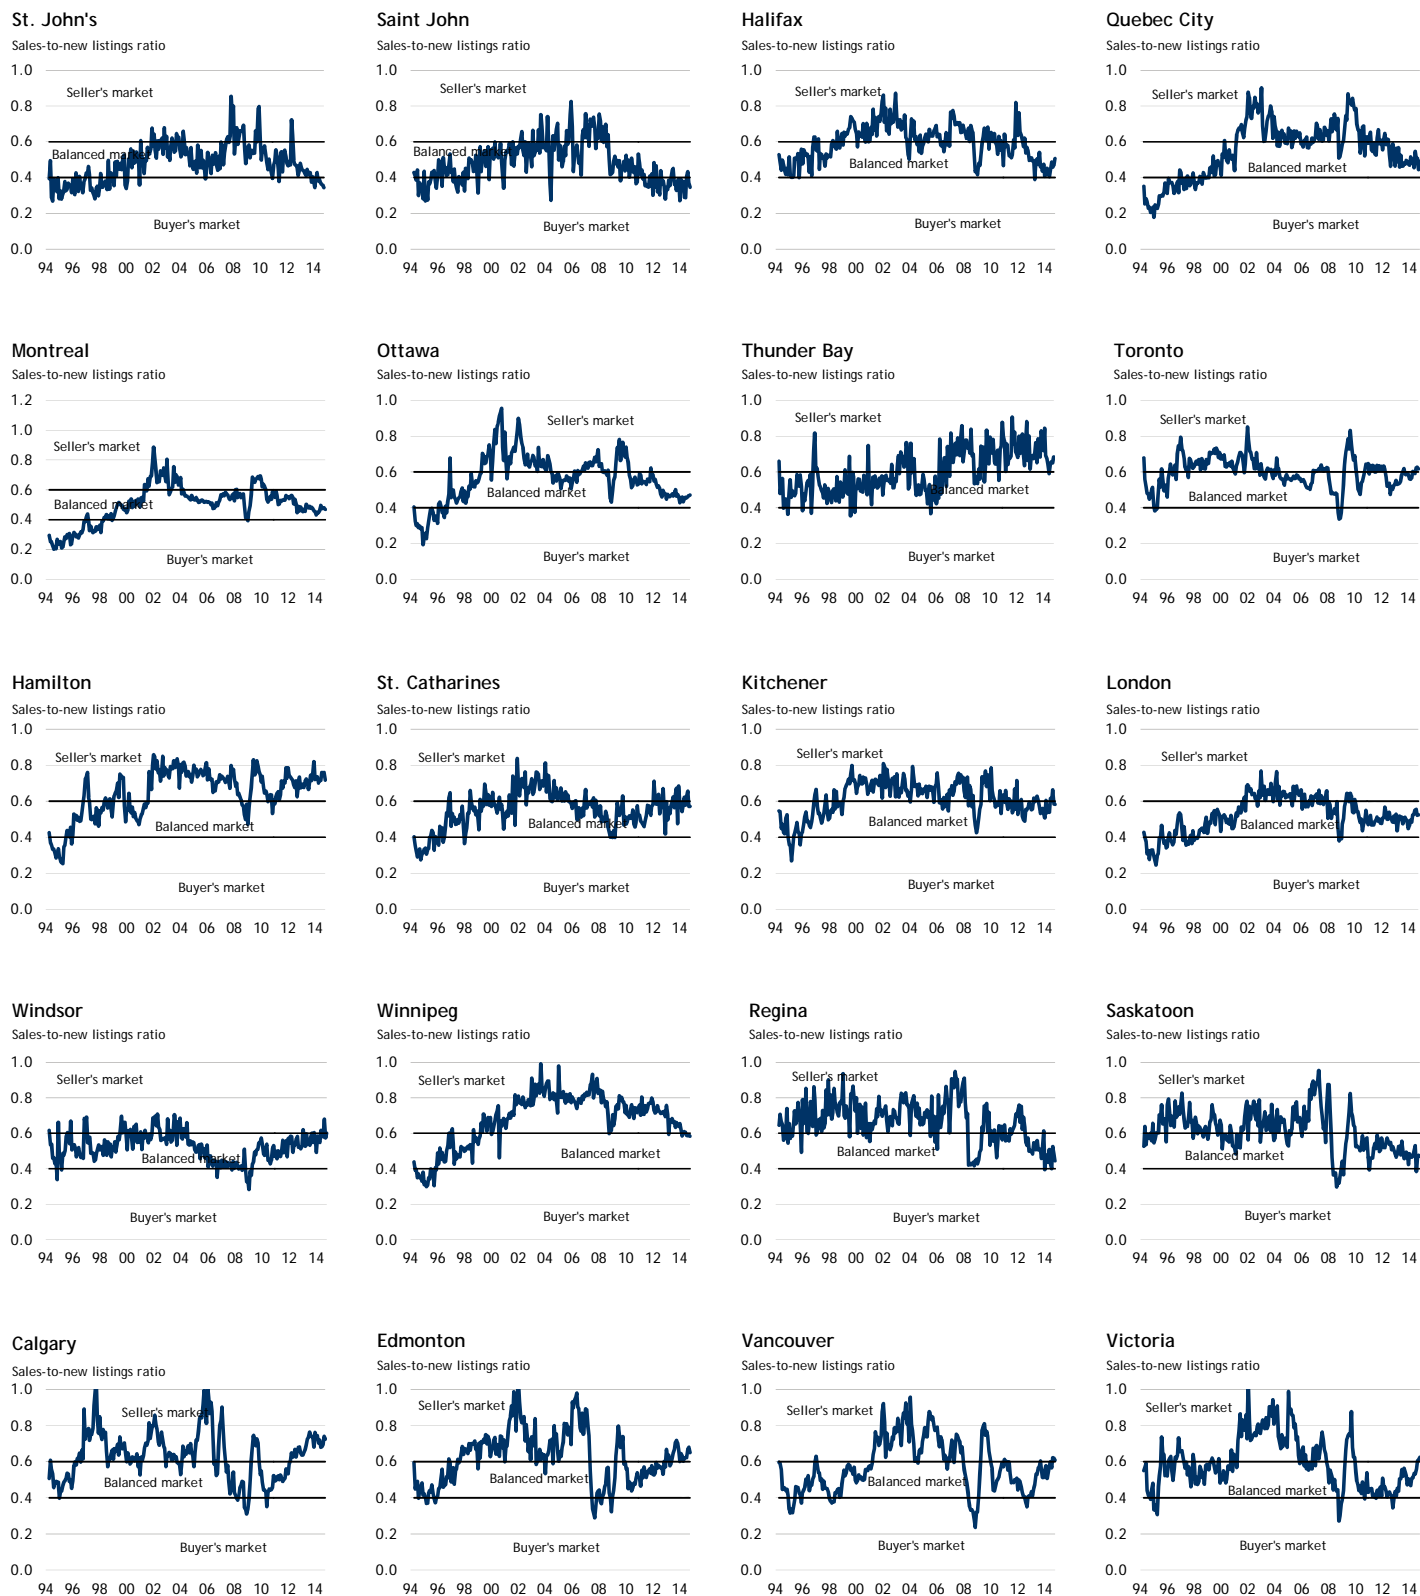 St. John's
Sales-to-new listings ratio
1.0
Seller's market
0.8
0.6
Balanced market
0.4
0.2
Buyer's market
0.0
94 96 98 00 02 04 06 08 10 12 14
Saint John
Sales-to-new listings ratio
1.0
Seller's market
0.8
0.6
Balanced market
0.4
0.2
Buyer's market
0.0
94 96 98 00 02 04 06 08 10 12 14
Halifax
Sales-to-new listings ratio
1.0
Seller's market
0.8
0.6
Balanced market
0.4
0.2
Buyer's market
0.0
94 96 98 00 02 04 06 08 10 12 14
Quebec City
Sales-to-new listings ratio
1.0
Seller's market
0.8
0.6
Balanced market
0.4
0.2
Buyer's market
0.0
94 96 98 00 02 04 06 08 10 12 14
Montreal
Sales-to-new listings ratio
1.2
1.0
Seller's market
0.8
0.6
Balanced market
0.4
0.2
Buyer's market
0.0
94 96 98 00 02 04 06 08 10 12 14
Ottawa
Sales-to-new listings ratio
1.0
Seller's market
0.8
0.6
Balanced market
0.4
0.2
Buyer's market
0.0
94 96 98 00 02 04 06 08 10 12 14
Thunder Bay
Sales-to-new listings ratio
1.0
Seller's market
0.8
0.6
Balanced market
0.4
0.2
Buyer's market
0.0
94 96 98 00 02 04 06 08 10 12 14
Toronto
Sales-to-new listings ratio
1.0
Seller's market
0.8
0.6
Balanced market
0.4
0.2
Buyer's market
0.0
94 96 98 00 02 04 06 08 10 12 14
Hamilton
Sales-to-new listings ratio
1.0
Seller's market
0.8
0.6
Balanced market
0.4
0.2
Buyer's market
0.0
94 96 98 00 02 04 06 08 10 12 14
St. Catharines
Sales-to-new listings ratio
1.0
Seller's market
0.8
0.6
Balanced market
0.4
0.2
Buyer's market
0.0
94 96 98 00 02 04 06 08 10 12 14
Kitchener
Sales-to-new listings ratio
1.0
Seller's market
0.8
0.6
Balanced market
0.4
0.2
Buyer's market
0.0
94 96 98 00 02 04 06 08 10 12 14
London
Sales-to-new listings ratio
1.0
Seller's market
0.8
0.6
Balanced market
0.4
0.2
Buyer's market
0.0
94 96 98 00 02 04 06 08 10 12 14
Windsor
Sales-to-new listings ratio
1.0
Seller's market
0.8
0.6
Balanced market
0.4
0.2
Buyer's market
0.0
94 96 98 00 02 04 06 08 10 12 14
Winnipeg
Sales-to-new listings ratio
1.0
Seller's market
0.8
0.6
Balanced market
0.4
0.2
Buyer's market
0.0
94 96 98 00 02 04 06 08 10 12 14
Regina
Sales-to-new listings ratio
1.0
Seller's market
0.8
0.6
Balanced market
0.4
0.2
Buyer's market
0.0
94 96 98 00 02 04 06 08 10 12 14
Saskatoon
Sales-to-new listings ratio
1.0
Seller's market
0.8
0.6
Balanced market
0.4
0.2
Buyer's market
0.0
94 96 98 00 02 04 06 08 10 12 14
Calgary
Sales-to-new listings ratio
1.0
Seller's market
0.8
0.6
Balanced market
0.4
0.2
Buyer's market
0.0
94 96 98 00 02 04 06 08 10 12 14
Edmonton
Sales-to-new listings ratio
1.0
Seller's market
0.8
0.6
Balanced market
0.4
0.2
Buyer's market
0.0
94 96 98 00 02 04 06 08 10 12 14
Vancouver
Sales-to-new listings ratio
1.0
Seller's market
0.8
0.6
Balanced market
0.4
0.2
Buyer's market
0.0
94 96 98 00 02 04 06 08 10 12 14
Victoria
Sales-to-new listings ratio
1.0
Seller's market
0.8
0.6
Balanced market
0.4
0.2
Buyer's market
0.0
94 96 98 00 02 04 06 08 10 12 14